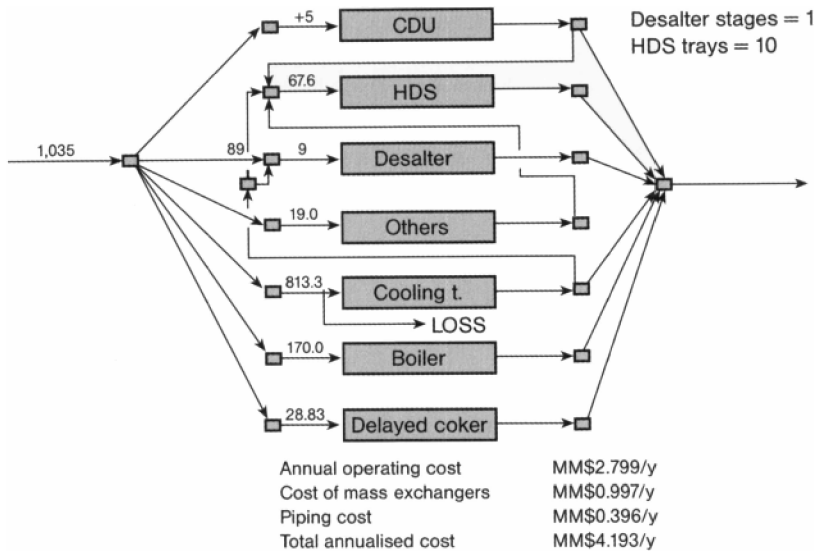 +5
CDU
Desalter stages = 1
HDS trays = 10
67.6
HDS
1,035
89
9
Desalter
19.0
Others
813.3
Cooling t.
LOSS
170.0
Boiler
28.83
Delayed coker
Annual operating cost MM$2.799/y
Cost of mass exchangers MM$0.997/y
Piping cost MM$0.396/y
Total annualised cost MM$4.193/y